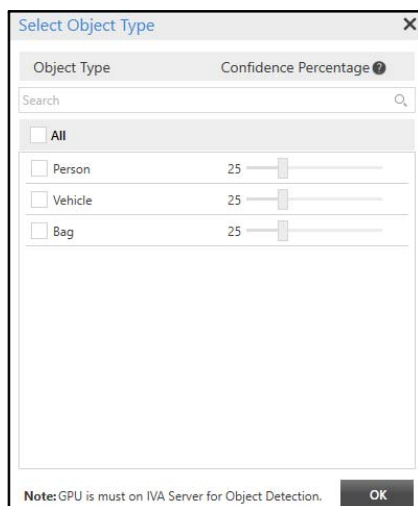 Select Object Type
Object Type Confidence Percentage
Search
All
Person 25
Vehicle 25
Bag 25
Note: GPU is must on IVA Server for Object Detection. OK